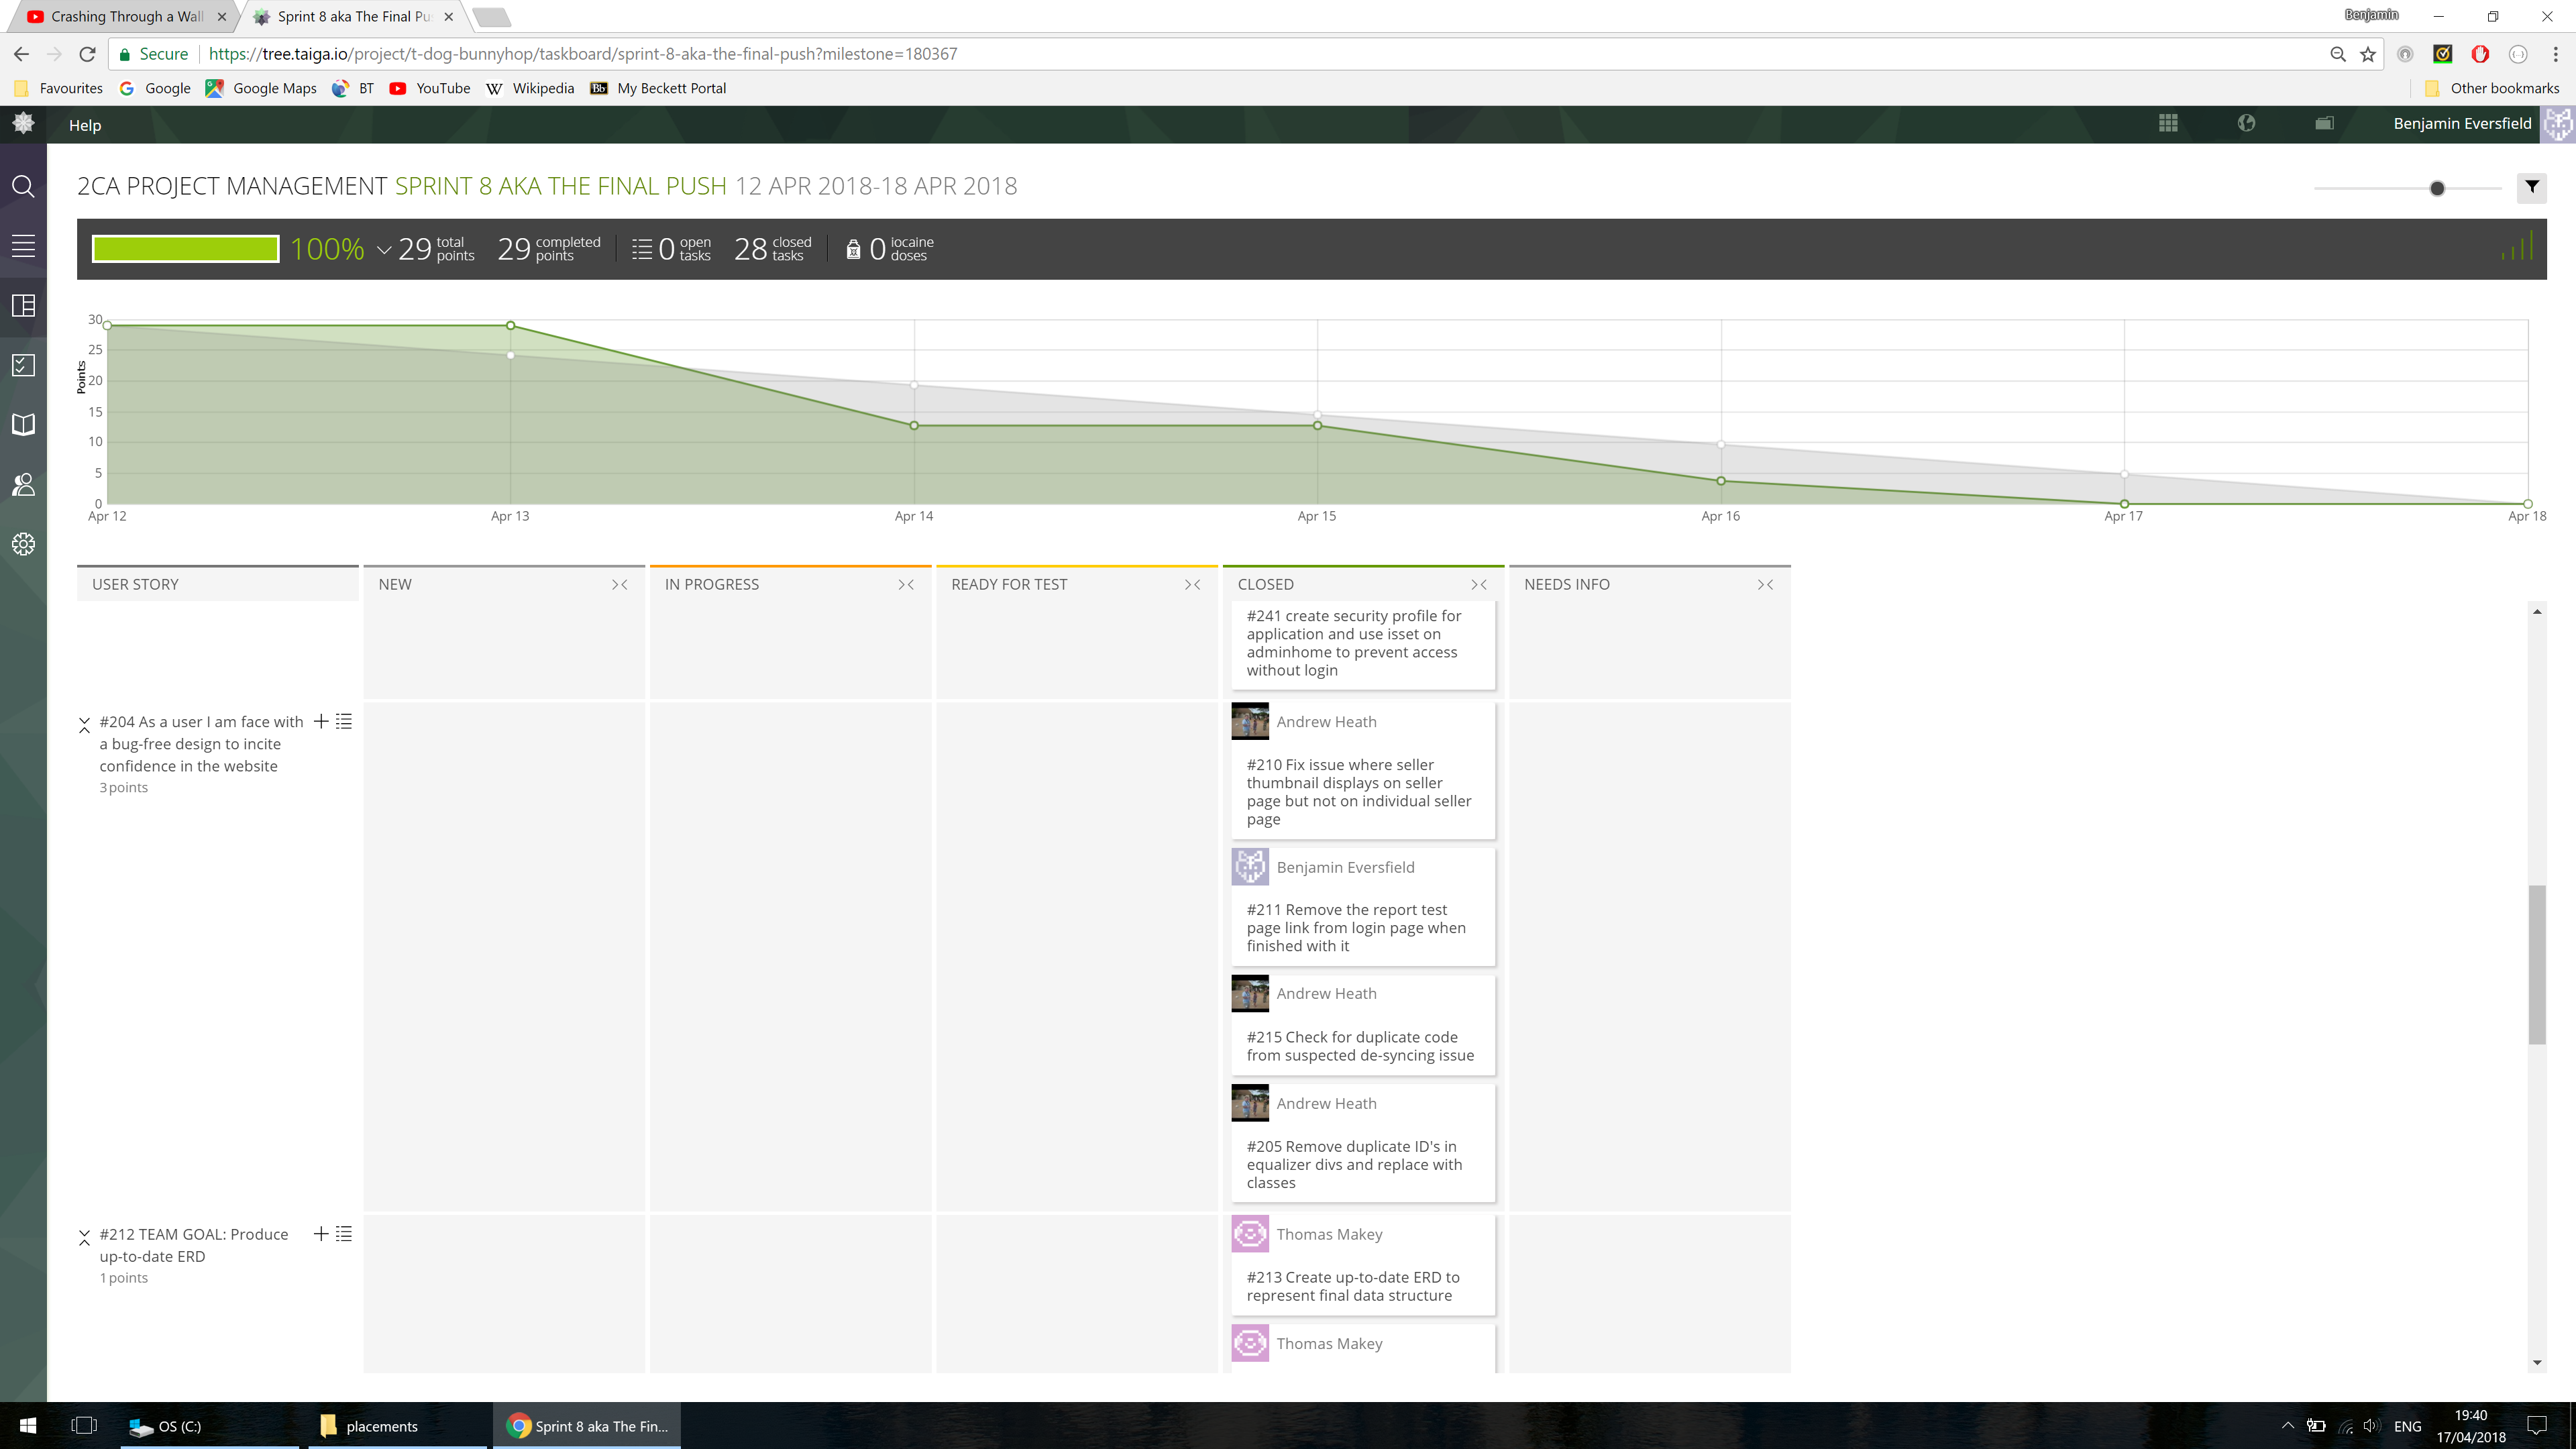 Crashing Through a Wall
Sprint 8 aka The Final Pu
Benjamin
Secure
https://tree.taiga.io/project/t-dog-bunnyhop/taskboard/sprint-8-aka-the-final-push?milestone=180367
Favourites
Google
Google Maps
BT
YouTube
W Wikipedia
Bb My Beckett Portal
Other bookmarks
Help
Benjamin Eversfield
2CA PROJECT MANAGEMENT SPRINT 8 AKA THE FINAL PUSH 12 APR 2018-18 APR 2018
100%
29 total points
29 completed points
0 open tasks
28 closed tasks
0 iocaine doses
Points
30
25
20
15
10
5
0
Apr 12
Apr 13
Apr 14
Apr 15
Apr 16
Apr 17
Apr 18
USER STORY
NEW
IN PROGRESS
READY FOR TEST
CLOSED
NEEDS INFO
#241 create security profile for
application and use isset on
adminhome to prevent access
without login
#204 As a user I am face with
a bug-free design to incite
confidence in the website
3 points
Andrew Heath
#210 Fix issue where seller
thumbnail displays on seller
page but not on individual seller
page
Benjamin Eversfield
#211 Remove the report test
page link from login page when
finished with it
Andrew Heath
#215 Check for duplicate code
from suspected de-syncing issue
Andrew Heath
#205 Remove duplicate ID's in
equalizer divs and replace with
classes
#212 TEAM GOAL: Produce
up-to-date ERD
1 points
Thomas Makey
#213 Create up-to-date ERD to
represent final data structure
Thomas Makey
OS (C:)
placements
Sprint 8 aka The Fin...
ENG
19:40
17/04/2018